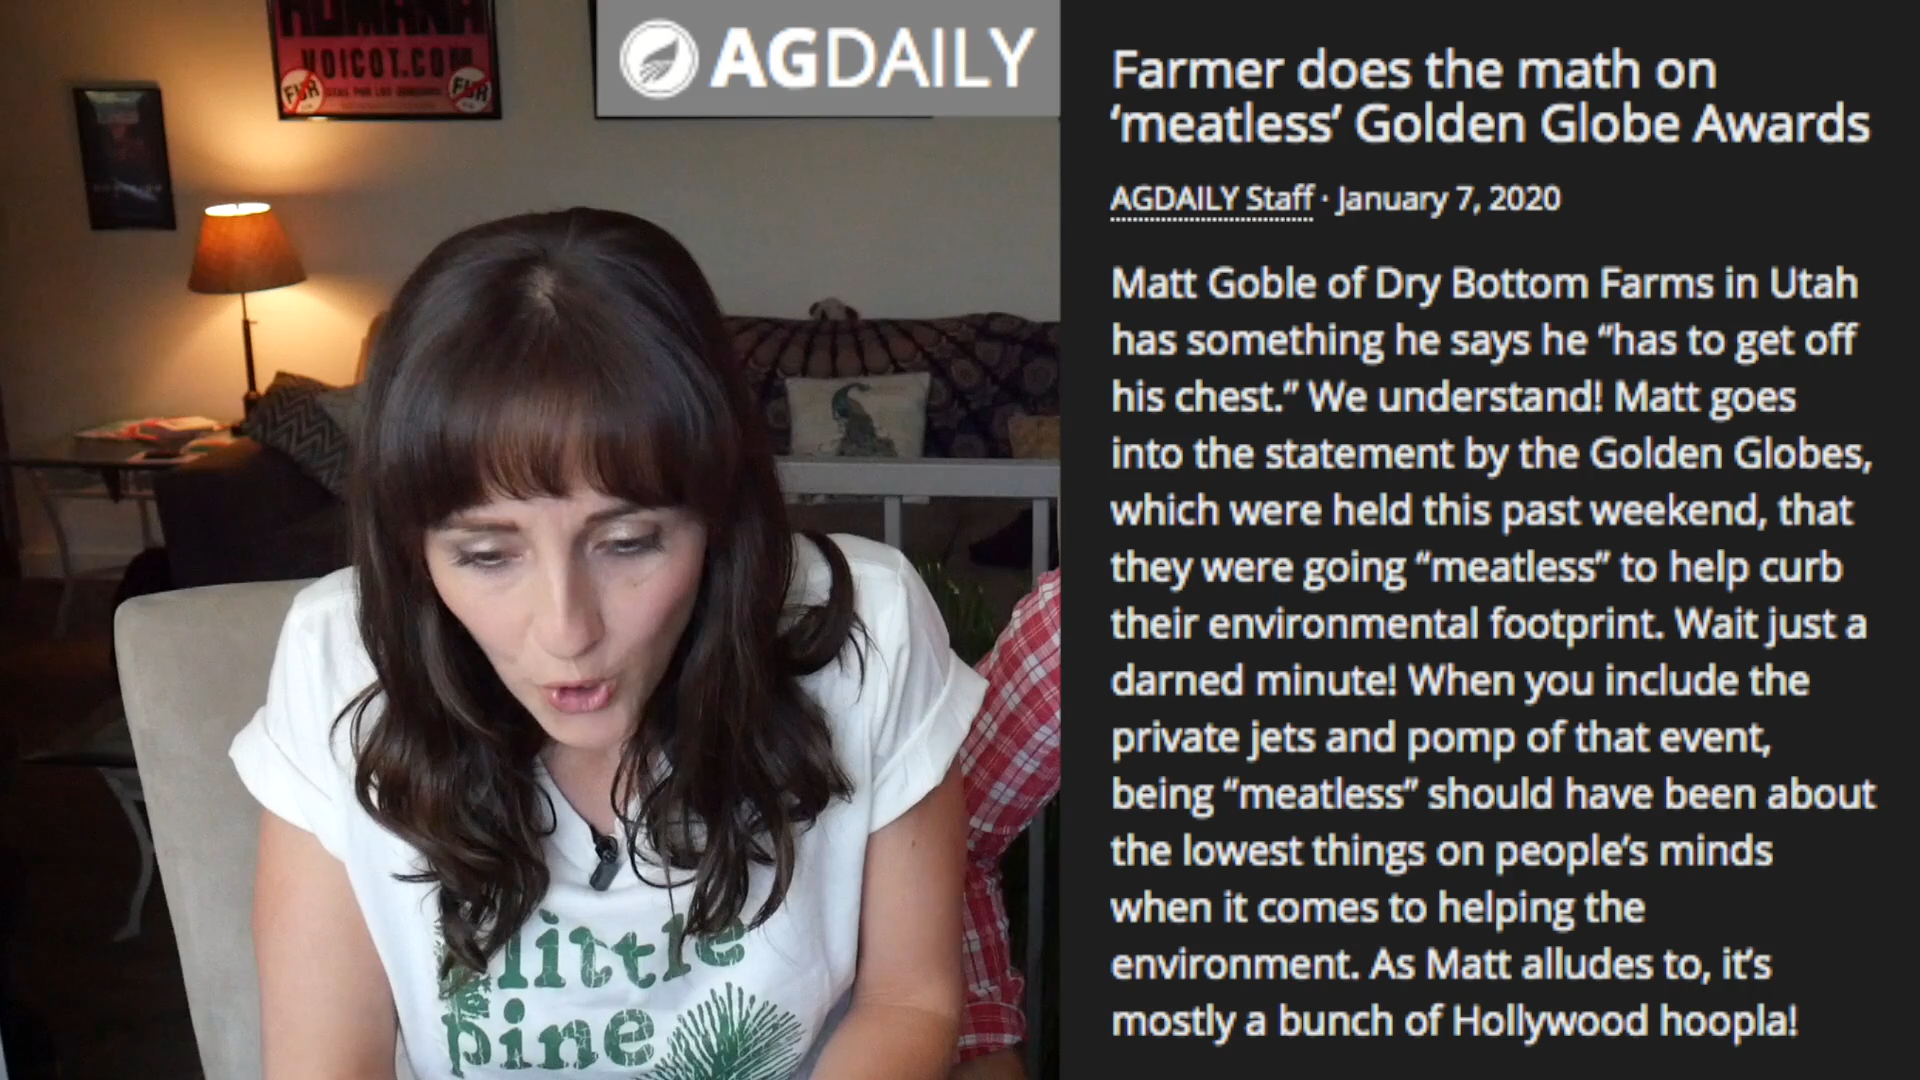 VOICOT.COM
FUR
FUR
AGDAILY
little
pine
Farmer does the math on
‘meatless’ Golden Globe Awards
AGDAILY Staff · January 7, 2020
Matt Goble of Dry Bottom Farms in Utah
has something he says he “has to get off
his chest.” We understand! Matt goes
into the statement by the Golden Globes,
which were held this past weekend, that
they were going “meatless” to help curb
their environmental footprint. Wait just a
darned minute! When you include the
private jets and pomp of that event,
being “meatless” should have been about
the lowest things on people’s minds
when it comes to helping the
environment. As Matt alludes to, it’s
mostly a bunch of Hollywood hoopla!